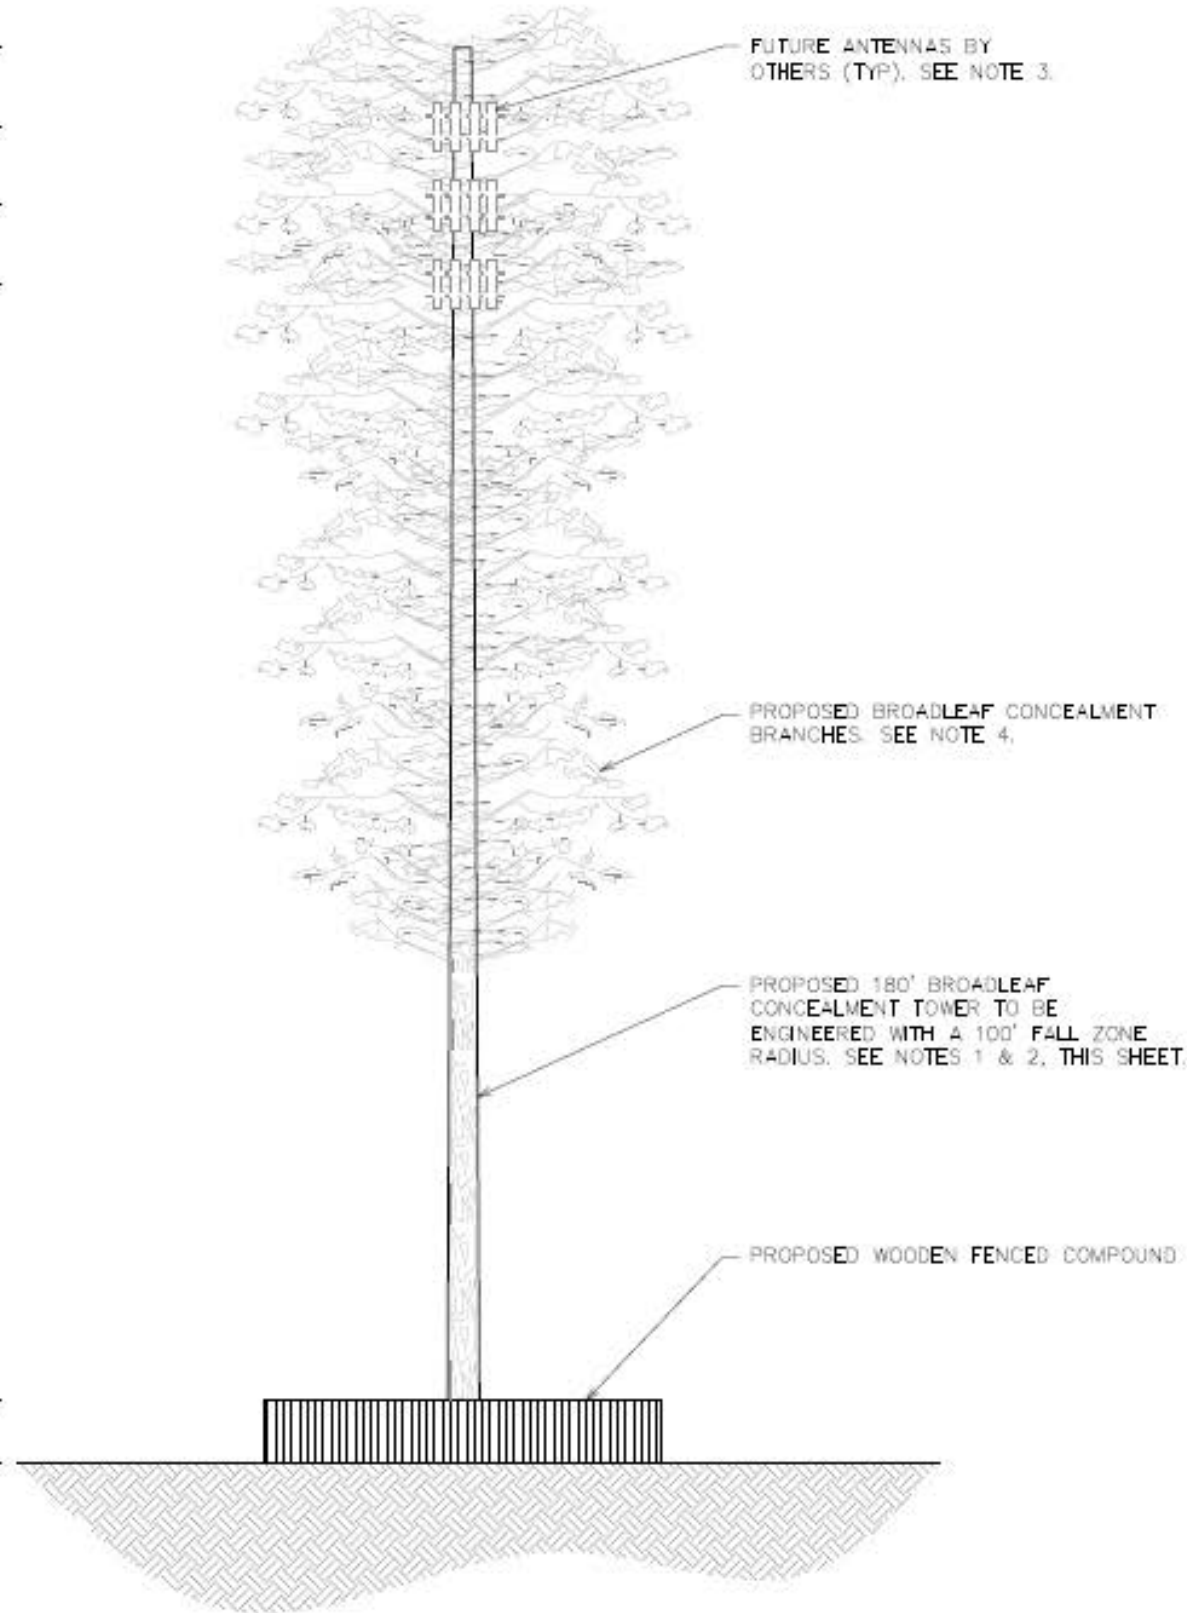 FUTURE ANTENNAS BY
OTHERS (TYP). SEE NOTE 3.
PROPOSED BROADLEAF CONCEALMENT
BRANCHES. SEE NOTE 4.
PROPOSED 180' BROADLEAF
CONCEALMENT TOWER TO BE
ENGINEERED WITH A 100' FALL ZONE
RADIUS. SEE NOTES 1 & 2, THIS SHEET.
PROPOSED WOODEN FENCED COMPOUND